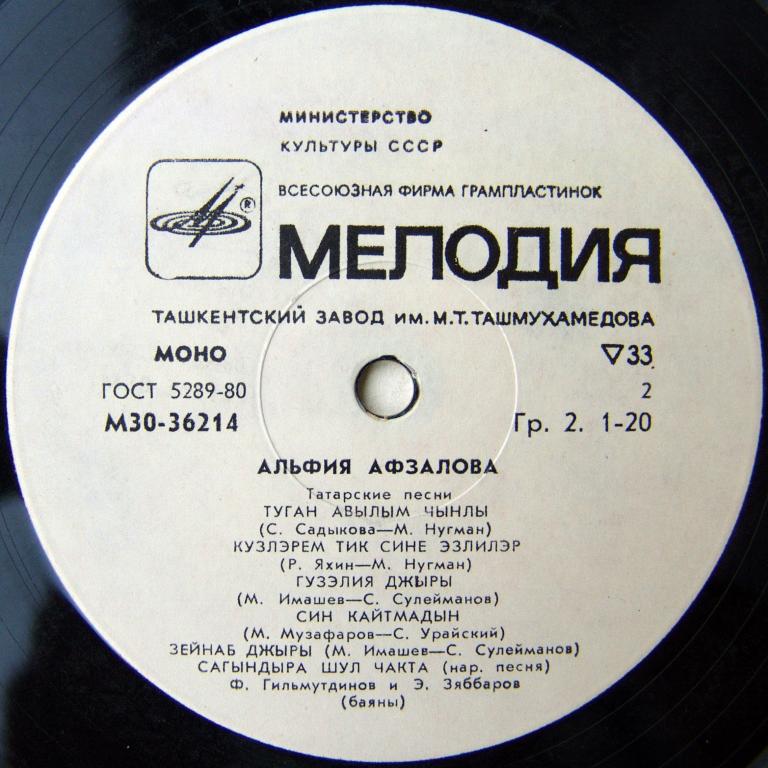 МИНИСТЕРСТВО
КУЛЬТУРЫ СССР
ВСЕСОЮЗНАЯ ФИРМА ГРАМПЛАСТИНОК
®
МЕЛОДИЯ
ТАШКЕНТСКИЙ ЗАВОД ИМ. М.Т.ТАШМУХАМЕДОВА
МОНО ▽33
ГОСТ 5289-80 2
М30-36214 Гр. 2. 1-20
АЛЬФИЯ АФЗАЛОВА
Татарские песни
ТУГАН АВЫЛЫМ ЧЫНЛЫ
(С. Садыкова—М. Нугман)
КУЗЛЭРЕМ ТИК СИНЕ ЭЗЛИЛЭР
(Р. Яхин—М. Нугман)
ГУЗЭЛИЯ ДЖЫРЫ
(М. Имашев—С. Сулейманов)
СИН КАЙТМАДЫН
(М. Музафаров—С. Урайский)
ЗЕЙНАБ ДЖЫРЫ (М. Имашев—С. Сулейманов)
САГЫНДЫРА ШУЛ ЧАКТА (нар. песня)
Ф. Гильмутдинов и Э. Зяббаров
(баяны)